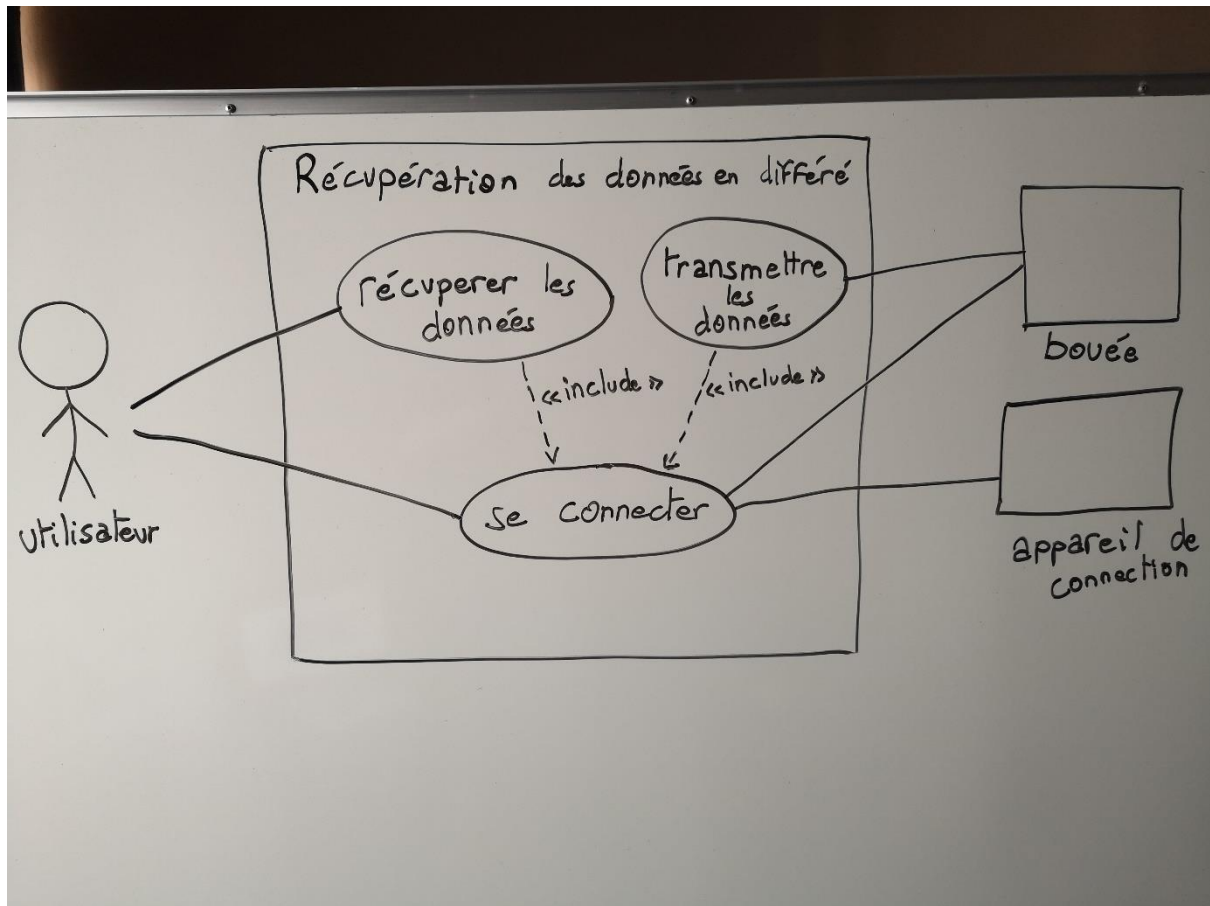 Récupération des données en différé
récuperer les
données
transmettre
les
données
«include»
«include»
se connecter
utilisateur
bouée
appareil de
connection